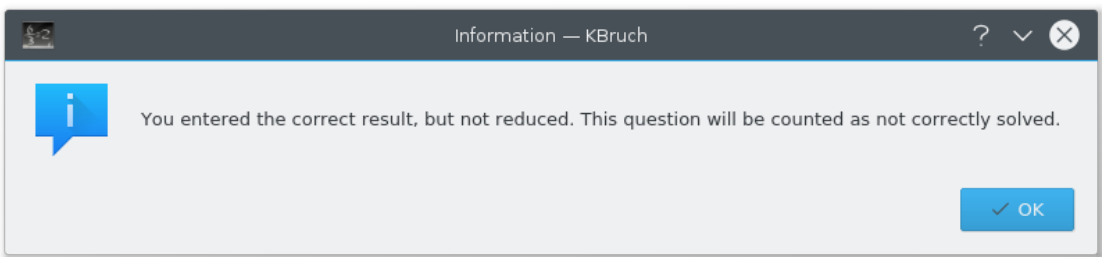 Information — KBruch
You entered the correct result, but not reduced. This question will be counted as not correctly solved.
OK